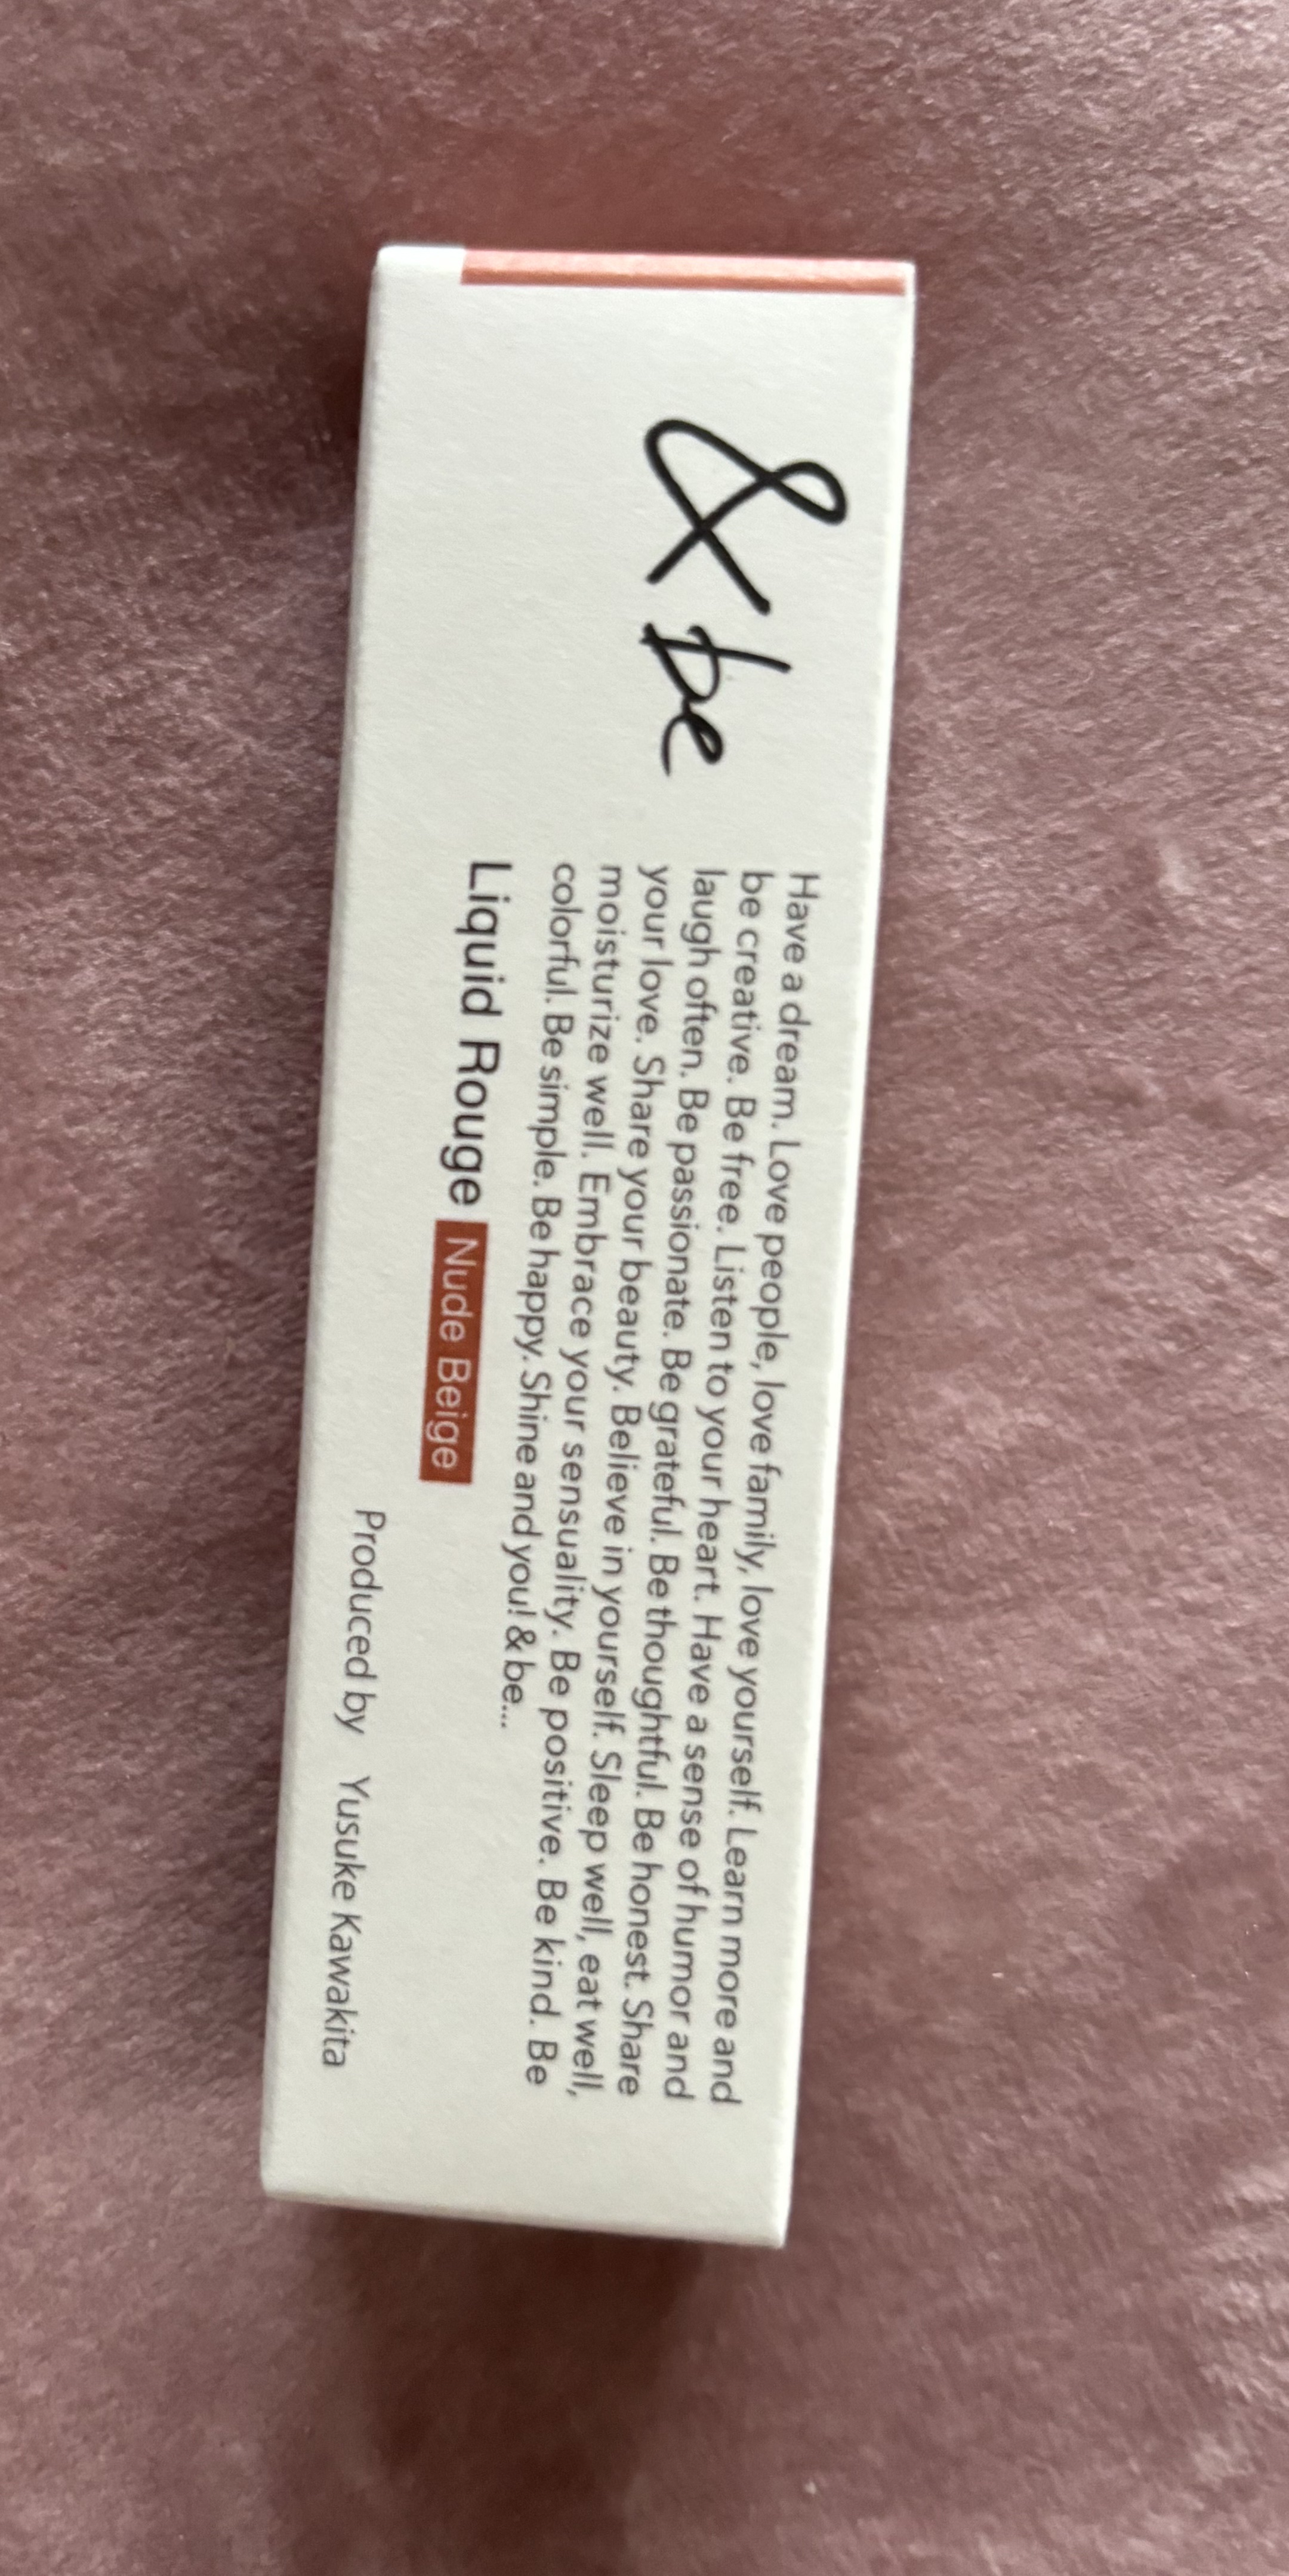 & be
Have a dream. Love people, love family, love yourself. Learn more and
be creative. Be free. Listen to your heart. Have a sense of humor and
laugh often. Be passionate. Be grateful. Be thoughtful. Be honest. Share
your love. Share your beauty. Believe in yourself. Sleep well, eat well,
moisturize well. Embrace your sensuality. Be positive. Be kind. Be
colorful. Be simple. Be happy. Shine and you! & be...
Liquid Rouge Nude Beige
Produced by Yusuke Kawakita